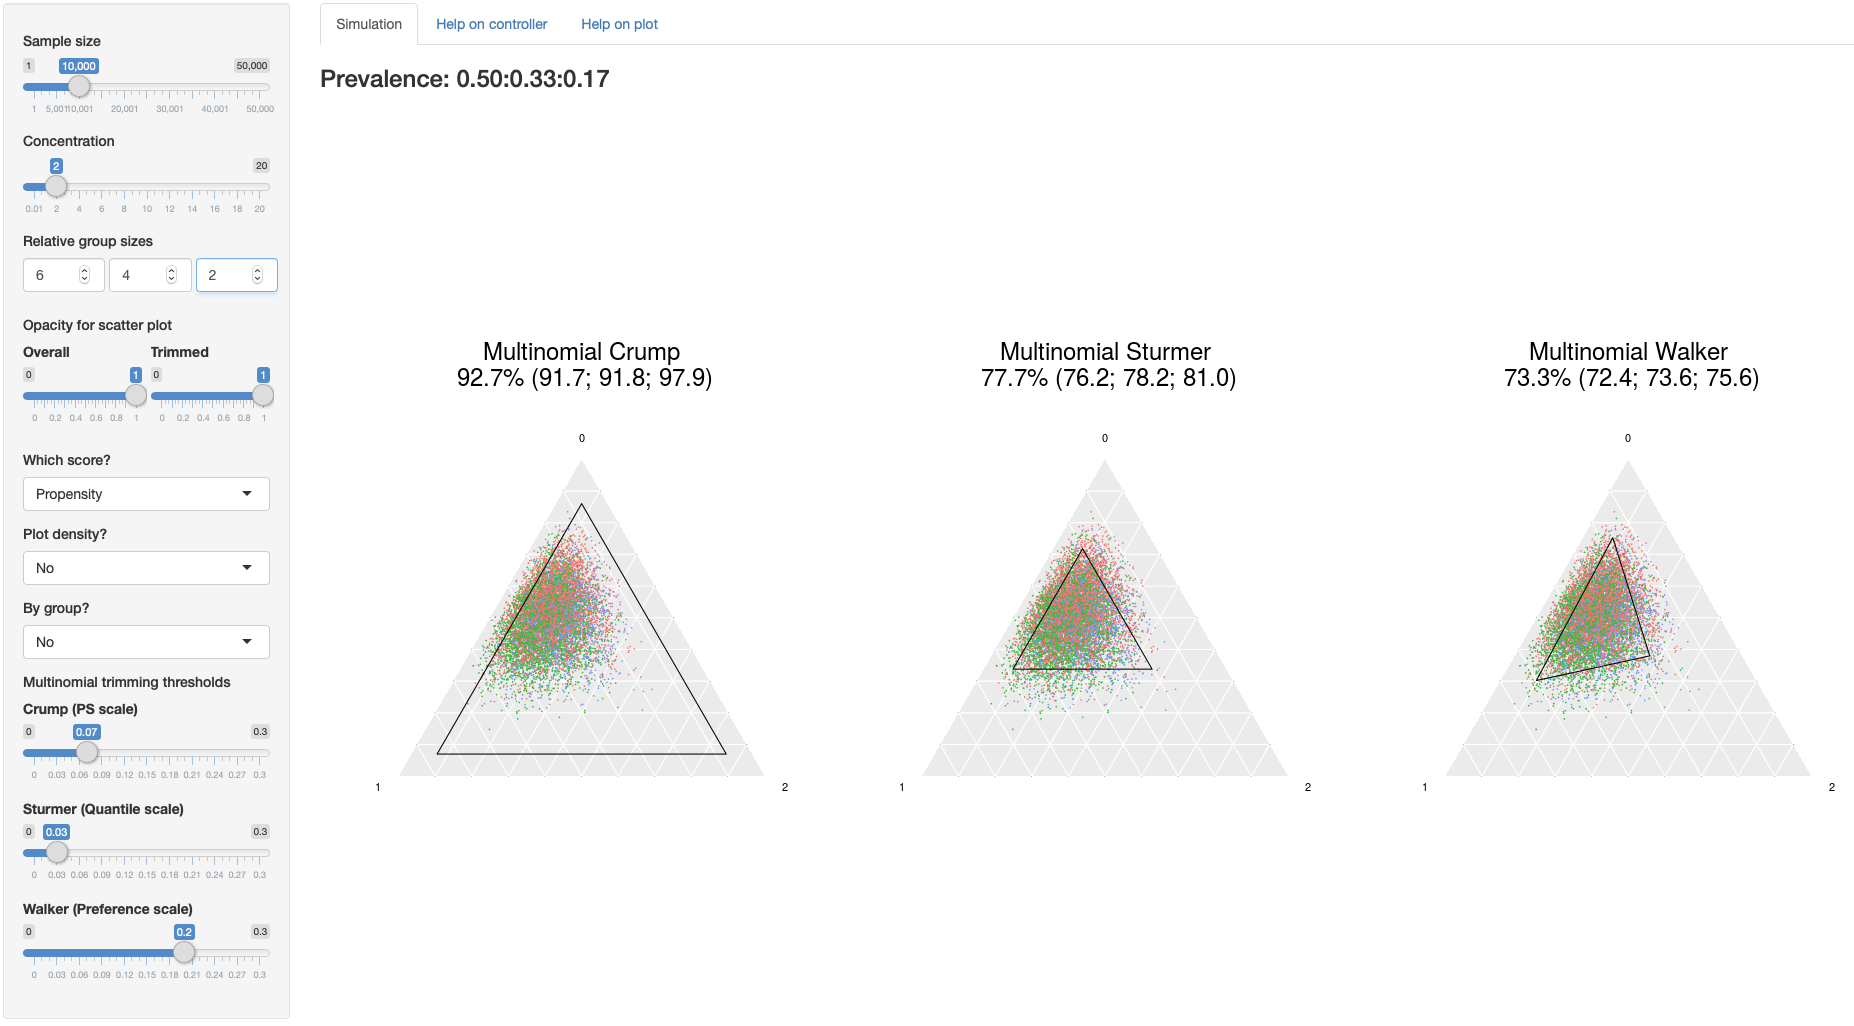 Sample size
1 10,000 50,000
1 5,001 10,001 20,001 30,001 40,001 50,000
Concentration
2 20
0.01 2 4 6 8 10 12 14 16 18 20
Relative group sizes
6 4 2
Opacity for scatter plot
Overall Trimmed
0 1 0 1
0 0.2 0.4 0.6 0.8 1 0 0.2 0.4 0.6 0.8 1
Which score?
Propensity
Plot density?
No
By group?
No
Multinomial trimming thresholds
Crump (PS scale)
0 0.07 0.3
0 0.03 0.06 0.09 0.12 0.15 0.18 0.21 0.24 0.27 0.3
Sturmer (Quantile scale)
0 0.03 0.3
0 0.03 0.06 0.09 0.12 0.15 0.18 0.21 0.24 0.27 0.3
Walker (Preference scale)
0 0.2 0.3
0 0.03 0.06 0.09 0.12 0.15 0.18 0.21 0.24 0.27 0.3
Simulation Help on controller Help on plot
Prevalence: 0.50:0.33:0.17
Multinomial Crump
92.7% (91.7; 91.8; 97.9)
0
1 2
Multinomial Sturmer
77.7% (76.2; 78.2; 81.0)
0
1 2
Multinomial Walker
73.3% (72.4; 73.6; 75.6)
0
1 2